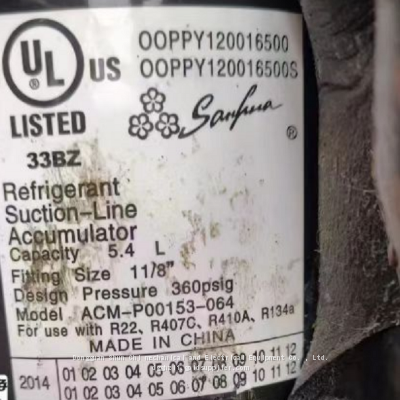 UL US
LISTED
33BZ
OOPPY120016500
OOPPY120016500S
Sanhua ®
Refrigerant
Suction-Line
Accumulator
Capacity 5.4 L
Fitting Size 11/8"
Design Pressure 360psig
Model ACM-P00153-064
For use with R22, R407C, R410A, R134a
MADE IN CHINA
2014 01 02 03 04 05 06 07 08 09 10 11 12
01 02 03 04 05 06 07 08 09 10 11 12